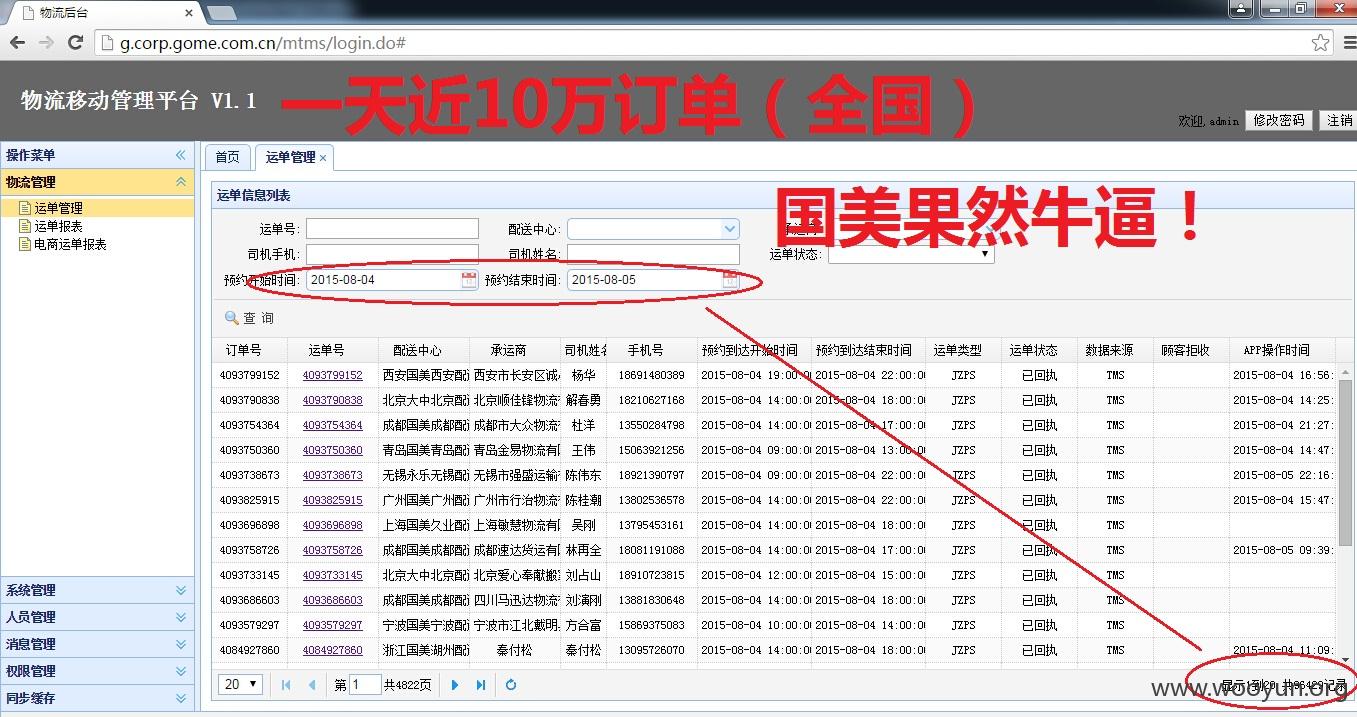 物流后台
g.corp.gome.com.cn/mtms/login.do#
物流移动管理平台 V1.1
一天近10万订单（全国）
欢迎,admin 修改密码 注销
操作菜单
物流管理
运单管理
运单报表
电商运单报表
系统管理
人员管理
消息管理
权限管理
同步缓存
首页 运单管理
运单信息列表
国美果然牛逼！
运单号: 配送中心:
司机手机: 司机姓名: 运单状态:
预约开始时间: 2015-08-04 预约结束时间: 2015-08-05
查 询
订单号 运单号 配送中心 承运商 司机姓名 手机号 预约到达开始时间 预约到达结束时间 运单类型 运单状态 数据来源 顾客拒收 APP操作时间
4093799152 4093799152 西安国美西安配 西安市长安区诚 杨华 18691480389 2015-08-04 19:00:0 2015-08-04 22:00:0 JZPS 已回执 TMS 2015-08-04 16:56:
4093790838 4093790838 北京大中北京配 北京顺佳锋物流 解春勇 18210627168 2015-08-04 14:00:0 2015-08-04 18:00:0 JZPS 已回执 TMS 2015-08-04 14:25:
4093754364 4093754364 成都国美成都配 成都市大众物流 杜洋 13550284798 2015-08-04 14:00:0 2015-08-04 17:00:0 JZPS 已回执 TMS 2015-08-04 21:27:
4093750360 4093750360 青岛国美青岛配 青岛金易物流有 王伟 15063921256 2015-08-04 09:00:0 2015-08-04 13:00:0 JZPS 已回执 TMS 2015-08-04 14:47:
4093738673 4093738673 无锡永乐无锡配 无锡市强盛运输 陈伟东 18921390797 2015-08-04 09:00:0 2015-08-04 22:00:0 JZPS 已回执 TMS 2015-08-05 22:16:
4093825915 4093825915 广州国美广州配 广州市行治物流 陈桂潮 13802536578 2015-08-04 14:00:0 2015-08-04 18:00:0 JZPS 已回执 TMS 2015-08-04 15:47:
4093696898 4093696898 上海国美久业配 上海敏慧物流有 吴刚 13795453161 2015-08-04 14:00:0 2015-08-04 18:00:0 JZPS 已回执 TMS
4093758726 4093758726 成都国美成都配 成都速达货运有 林再全 18081191088 2015-08-04 14:00:0 2015-08-04 17:00:0 JZPS 已回执 TMS 2015-08-05 09:39:
4093733145 4093733145 北京大中北京配 北京爱心奉献搬 刘占山 18910723815 2015-08-04 12:00:0 2015-08-04 15:00:0 JZPS 已回执 TMS
4093686603 4093686603 成都国美成都配 四川马迅达物流 刘演刚 13881830648 2015-08-04 14:00:0 2015-08-04 18:00:0 JZPS 已回执 TMS
4093579297 4093579297 宁波国美宁波配 宁波市江北戴明 方合富 15869375083 2015-08-04 10:00:0 2015-08-04 14:00:0 JZPS 已回执 TMS
4084927860 4084927860 浙江国美湖州配 秦付松 秦付松 13095726070 2015-08-04 14:00:0 2015-08-04 18:00:0 JZPS 已回执 TMS 2015-08-04 11:09:
20 第 1 共4822页
www.wooyun.org